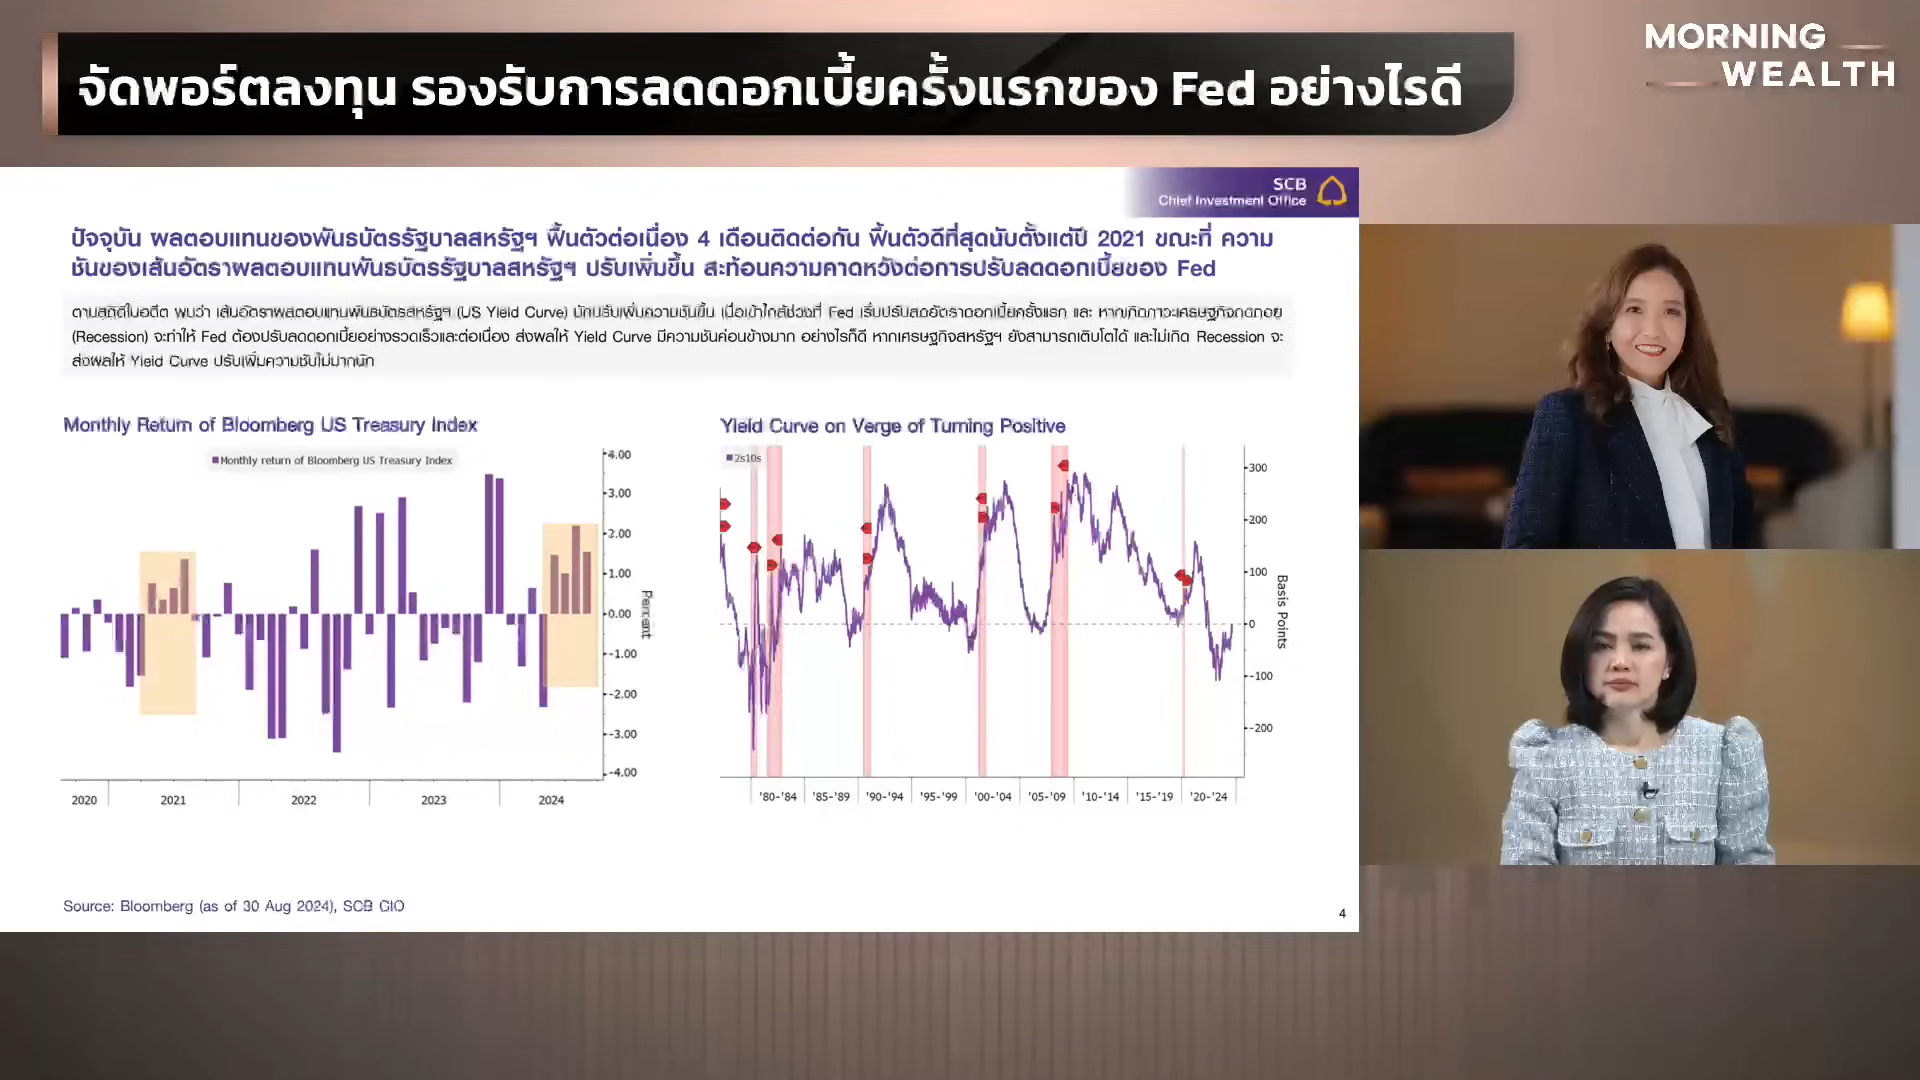 จัดพอร์ตลงทุน รองรับการลดดอกเบี้ยครั้งแรกของ Fed อย่างไรดี
MORNING
WEALTH
SCB
Chief Investment Office
ปัจจุบัน ผลตอบแทนของพันธบัตรรัฐบาลสหรัฐฯ ฟื้นตัวต่อเนื่อง 4 เดือนติดต่อกัน ฟื้นตัวดีที่สุดนับตั้งแต่ปี 2021 ขณะที่ ความ
ชันของเส้นอัตราผลตอบแทนพันธบัตรรัฐบาลสหรัฐฯ ปรับเพิ่มขึ้น สะท้อนความคาดหวังต่อการปรับลดดอกเบี้ยของ Fed
ตามสถิติในอดีต พบว่า เส้นอัตราผลตอบแทนพันธบัตรสหรัฐฯ (US Yield Curve) มักปรับเพิ่มความชันขึ้น เมื่อเข้าใกล้ช่วงที่ Fed เริ่มปรับลดอัตราดอกเบี้ยครั้งแรก และ หากเกิดภาวะเศรษฐกิจถดถอย
(Recession) จะทำให้ Fed ต้องปรับลดดอกเบี้ยอย่างรวดเร็วและต่อเนื่อง ส่งผลให้ Yield Curve มีความชันค่อนข้างมาก อย่างไรก็ดี หากเศรษฐกิจสหรัฐฯ ยังสามารถเติบโตได้ และไม่เกิด Recession จะ
ส่งผลให้ Yield Curve ปรับเพิ่มความชันไม่มากนัก
Monthly Return of Bloomberg US Treasury Index
Monthly return of Bloomberg US Treasury Index
4.00
3.00
2.00
1.00
0.00
-1.00
-2.00
-3.00
-4.00
Percent
2020 2021 2022 2023 2024
Yield Curve on Verge of Turning Positive
2s10s
300
200
100
0
-100
-200
Basis Points
'80-'84 '85-'89 '90-'94 '95-'99 '00-'04 '05-'09 '10-'14 '15-'19 '20-'24
Source: Bloomberg (as of 30 Aug 2024), SCB CIO
4